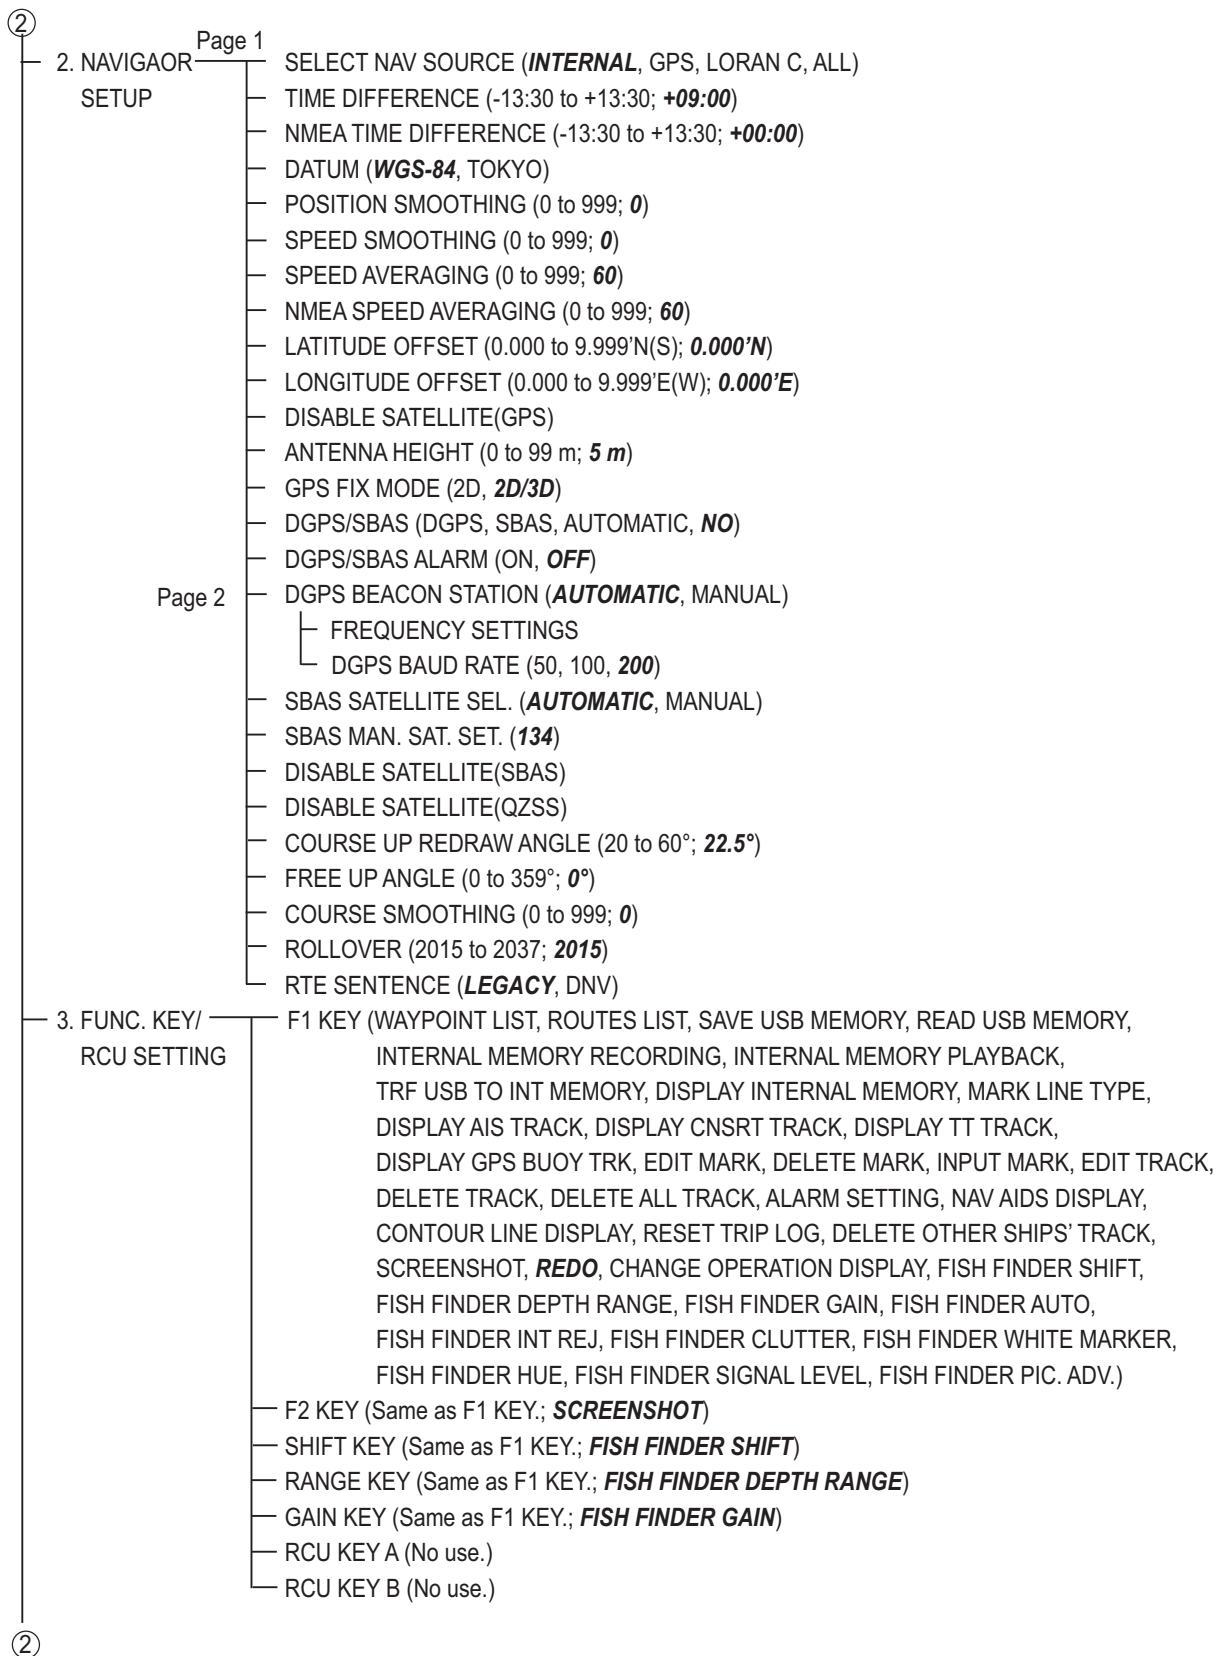 ②
Page 1
2. NAVIGAOR SELECT NAV SOURCE (INTERNAL, GPS, LORAN C, ALL)
SETUP TIME DIFFERENCE (-13:30 to +13:30; +09:00)
NMEA TIME DIFFERENCE (-13:30 to +13:30; +00:00)
DATUM (WGS-84, TOKYO)
POSITION SMOOTHING (0 to 999; 0)
SPEED SMOOTHING (0 to 999; 0)
SPEED AVERAGING (0 to 999; 60)
NMEA SPEED AVERAGING (0 to 999; 60)
LATITUDE OFFSET (0.000 to 9.999’N(S); 0.000’N)
LONGITUDE OFFSET (0.000 to 9.999’E(W); 0.000’E)
DISABLE SATELLITE(GPS)
ANTENNA HEIGHT (0 to 99 m; 5 m)
GPS FIX MODE (2D, 2D/3D)
DGPS/SBAS (DGPS, SBAS, AUTOMATIC, NO)
DGPS/SBAS ALARM (ON, OFF)
Page 2 DGPS BEACON STATION (AUTOMATIC, MANUAL)
FREQUENCY SETTINGS
DGPS BAUD RATE (50, 100, 200)
SBAS SATELLITE SEL. (AUTOMATIC, MANUAL)
SBAS MAN. SAT. SET. (134)
DISABLE SATELLITE(SBAS)
DISABLE SATELLITE(QZSS)
COURSE UP REDRAW ANGLE (20 to 60°; 22.5°)
FREE UP ANGLE (0 to 359°; 0°)
COURSE SMOOTHING (0 to 999; 0)
ROLLOVER (2015 to 2037; 2015)
RTE SENTENCE (LEGACY, DNV)
3. FUNC. KEY/ F1 KEY (WAYPOINT LIST, ROUTES LIST, SAVE USB MEMORY, READ USB MEMORY,
RCU SETTING INTERNAL MEMORY RECORDING, INTERNAL MEMORY PLAYBACK,
TRF USB TO INT MEMORY, DISPLAY INTERNAL MEMORY, MARK LINE TYPE,
DISPLAY AIS TRACK, DISPLAY CNSRT TRACK, DISPLAY TT TRACK,
DISPLAY GPS BUOY TRK, EDIT MARK, DELETE MARK, INPUT MARK, EDIT TRACK,
DELETE TRACK, DELETE ALL TRACK, ALARM SETTING, NAV AIDS DISPLAY,
CONTOUR LINE DISPLAY, RESET TRIP LOG, DELETE OTHER SHIPS’ TRACK,
SCREENSHOT, REDO, CHANGE OPERATION DISPLAY, FISH FINDER SHIFT,
FISH FINDER DEPTH RANGE, FISH FINDER GAIN, FISH FINDER AUTO,
FISH FINDER INT REJ, FISH FINDER CLUTTER, FISH FINDER WHITE MARKER,
FISH FINDER HUE, FISH FINDER SIGNAL LEVEL, FISH FINDER PIC. ADV.)
F2 KEY (Same as F1 KEY.; SCREENSHOT)
SHIFT KEY (Same as F1 KEY.; FISH FINDER SHIFT)
RANGE KEY (Same as F1 KEY.; FISH FINDER DEPTH RANGE)
GAIN KEY (Same as F1 KEY.; FISH FINDER GAIN)
RCU KEY A (No use.)
RCU KEY B (No use.)
②